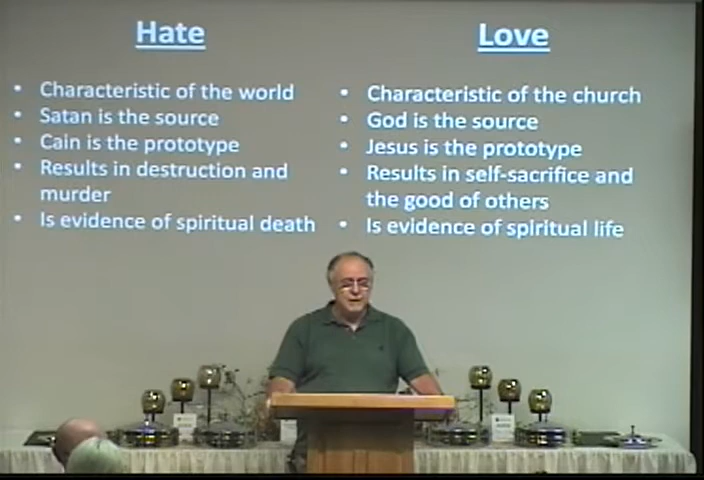 Hate
• Characteristic of the world
• Satan is the source
• Cain is the prototype
• Results in destruction and
murder
• Is evidence of spiritual death
Love
• Characteristic of the church
• God is the source
• Jesus is the prototype
• Results in self-sacrifice and
the good of others
• Is evidence of spiritual life